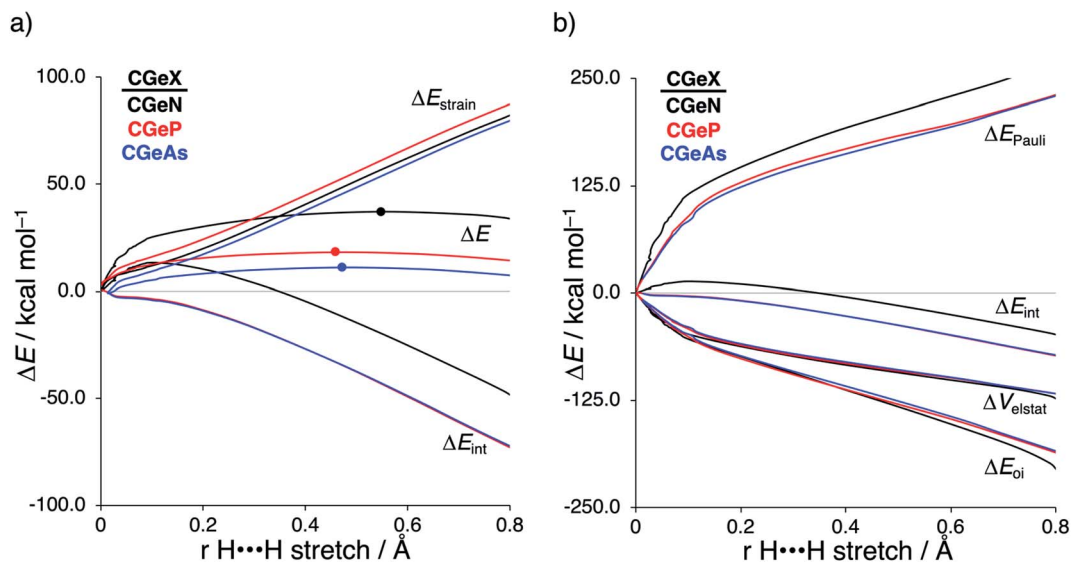 a)
100.0
50.0
0.0
-50.0
-100.0
ΔE / kcal mol⁻¹
CGeX
CGeN
CGeP
CGeAs
ΔEstrain
ΔE
ΔEint
0
0.2
0.4
0.6
0.8
r H•••H stretch / Å
b)
250.0
125.0
0.0
-125.0
-250.0
ΔE / kcal mol⁻¹
CGeX
CGeN
CGeP
CGeAs
ΔEPauli
ΔEint
ΔVelstat
ΔEoi
0
0.2
0.4
0.6
0.8
r H•••H stretch / Å